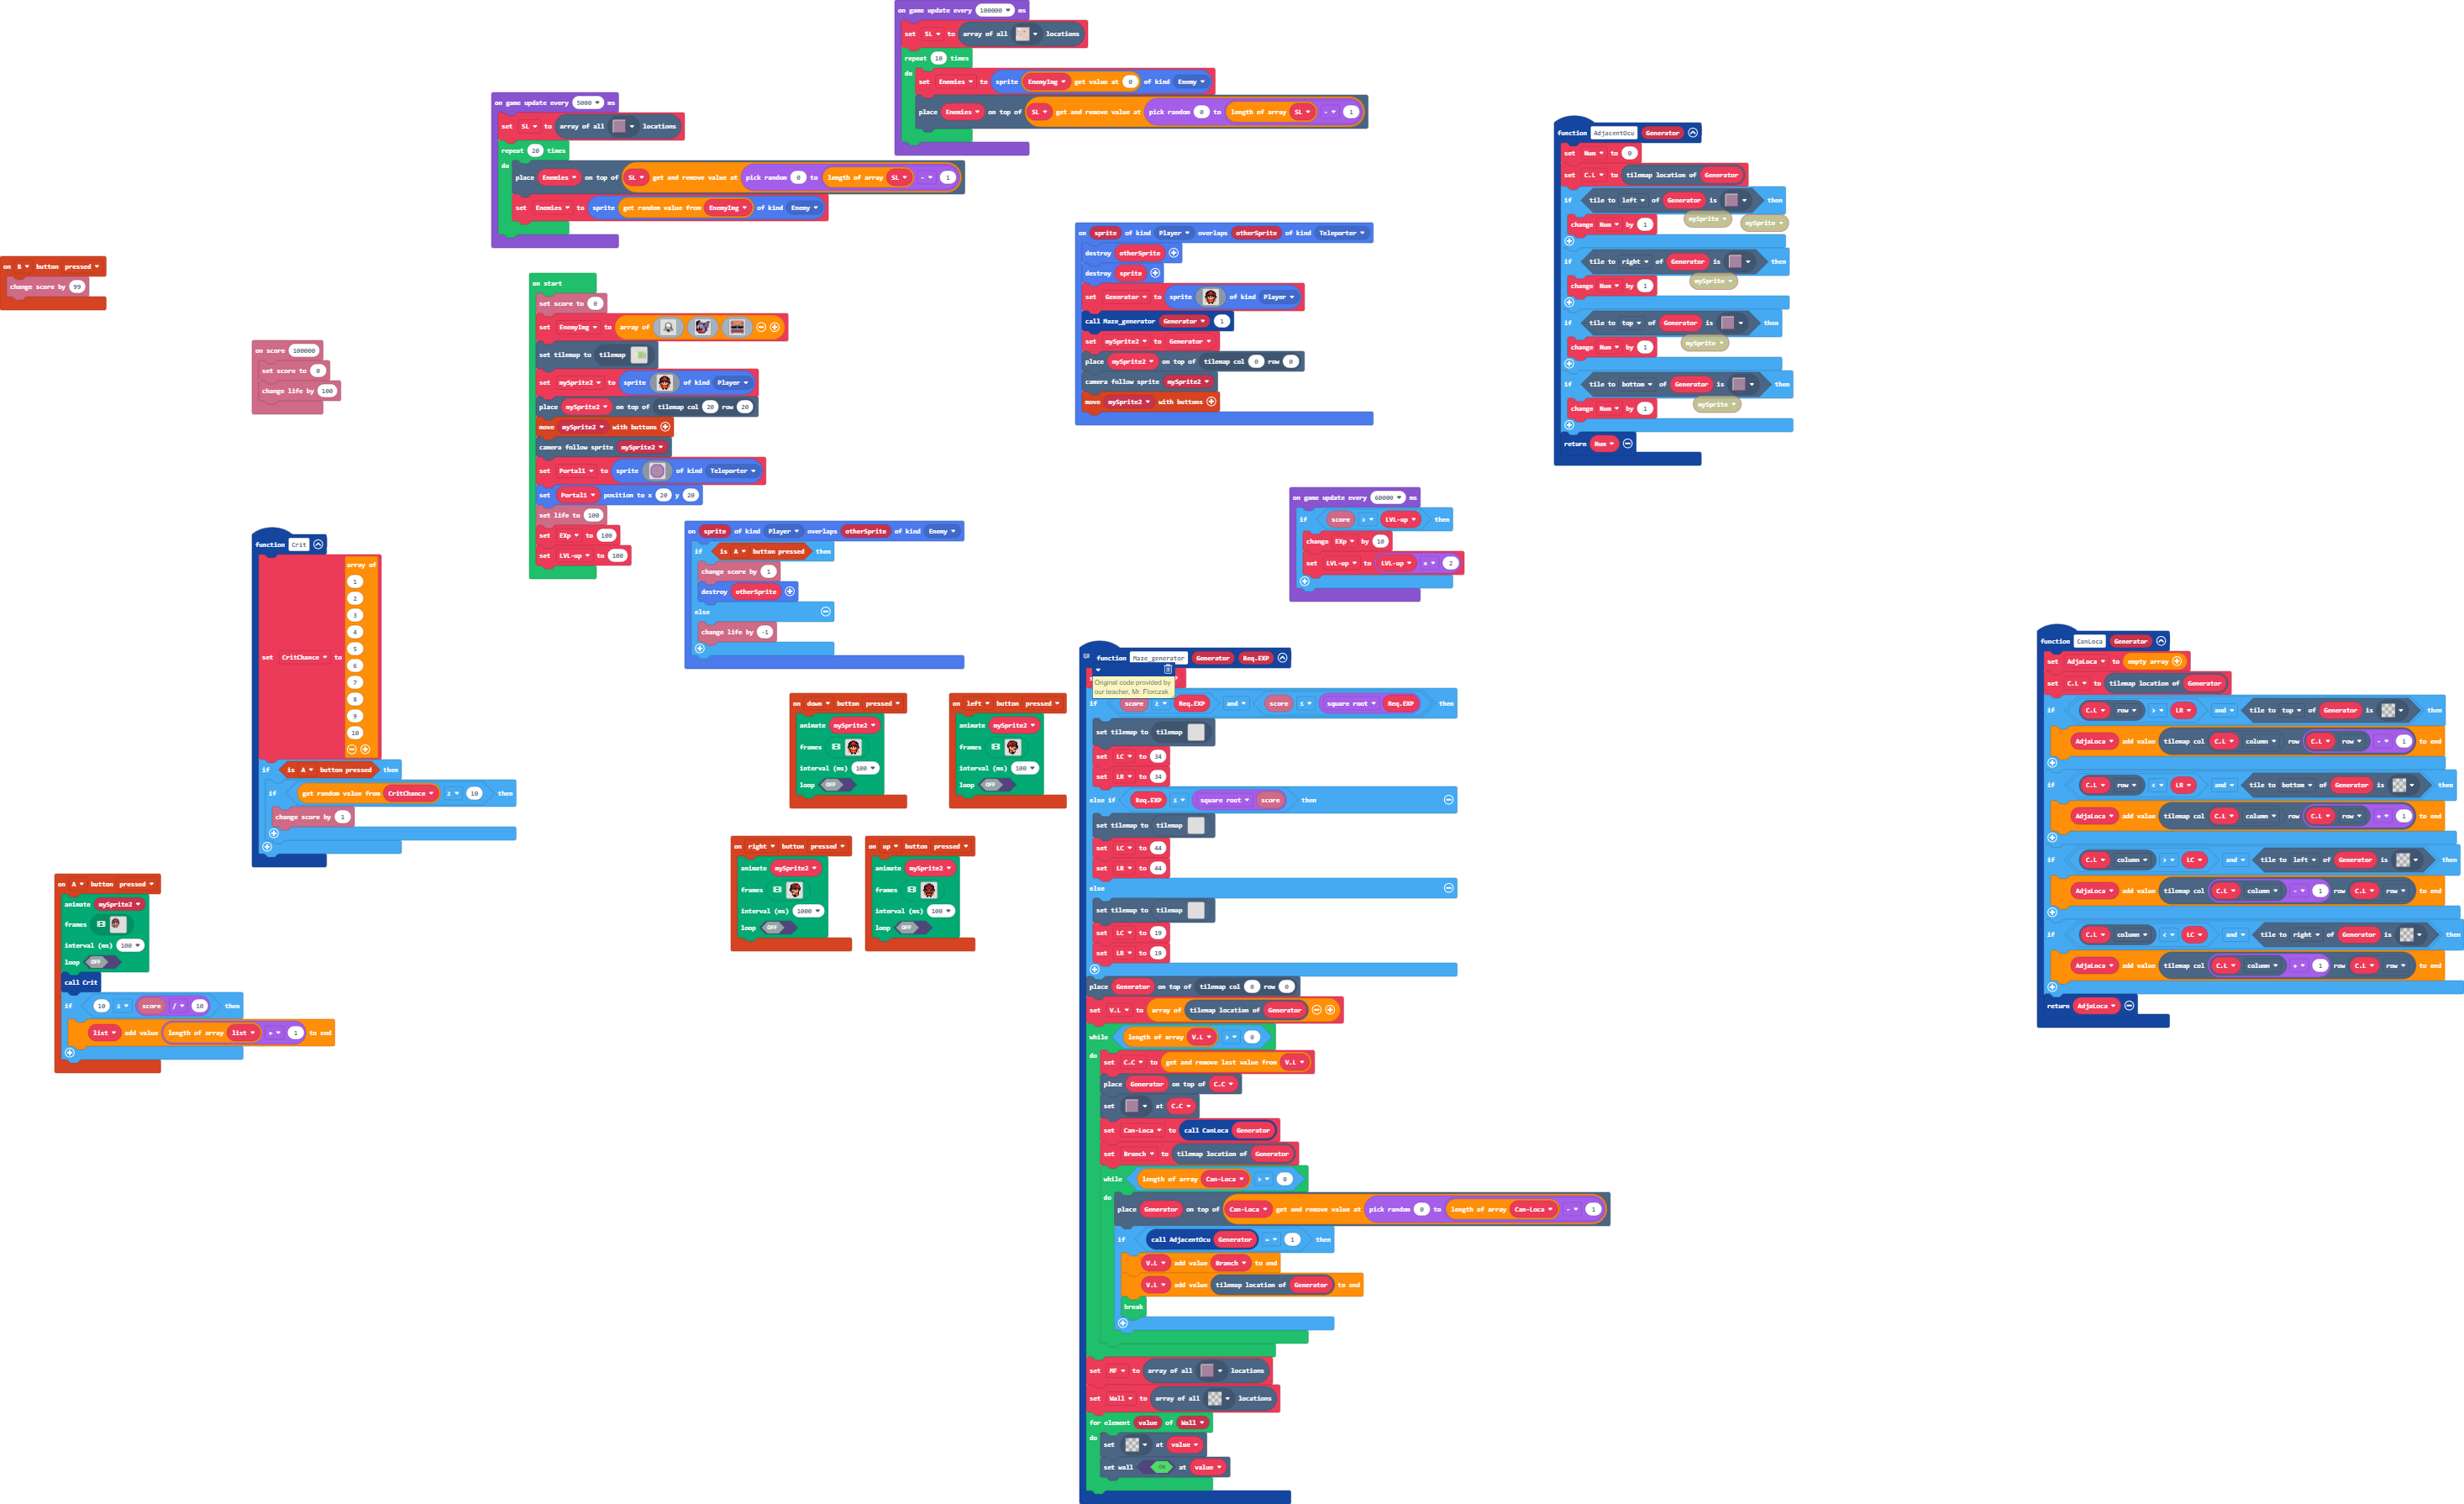 on game update every 100000 ms
set SL to array of all locations
repeat 10 times
do
set Enemies to sprite EnemyImg get value at 0 of kind Enemy
place Enemies on top of SL get and remove value at pick random 0 to length of array SL - 1
on game update every 5000 ms
set SL to array of all locations
repeat 20 times
do
place Enemies on top of SL get and remove value at pick random 0 to length of array SL - 1
set Enemies to sprite get random value from EnemyImg of kind Enemy
function AdjacentOcu Generator
set Num to 0
set C.L to tilemap location of Generator
if tile to left of Generator is then
change Num by 1
mySprite
mySprite
if tile to right of Generator is then
change Num by 1
mySprite
if tile to top of Generator is then
change Num by 1
mySprite
if tile to bottom of Generator is then
change Num by 1
mySprite
return Num
on B button pressed
change score by 99
on score 100000
set score to 0
change life by 100
on start
set score to 0
set EnemyImg to array of
set tilemap to tilemap
set mySprite2 to sprite of kind Player
place mySprite2 on top of tilemap col 20 row 20
move mySprite2 with buttons
camera follow sprite mySprite2
set Portal1 to sprite of kind Teleporter
set Portal1 position to x 20 y 20
set life to 100
set EXp to 100
set LVL-up to 100
on sprite of kind Player overlaps otherSprite of kind Teleporter
destroy otherSprite
destroy sprite
set Generator to sprite of kind Player
call Maze_generator Generator 1
set mySprite2 to Generator
place mySprite2 on top of tilemap col 0 row 0
camera follow sprite mySprite2
move mySprite2 with buttons
on game update every 60000 ms
if score > LVL-up then
change EXp by 10
set LVL-up to LVL-up × 2
on sprite of kind Player overlaps otherSprite of kind Enemy
if is A button pressed then
change score by 1
destroy otherSprite
else
change life by -1
function Crit
set CritChance to array of
1
2
3
4
5
6
7
8
9
10
if is A button pressed then
if get random value from CritChance ≥ 10 then
change score by 1
on A button pressed
animate mySprite2
frames
interval (ms) 100
loop OFF
call Crit
if 10 ≤ score / 10 then
list add value length of array list + 1 to end
on down button pressed
animate mySprite2
frames
interval (ms) 100
loop OFF
on left button pressed
animate mySprite2
frames
interval (ms) 100
loop OFF
on right button pressed
animate mySprite2
frames
interval (ms) 1000
loop OFF
on up button pressed
animate mySprite2
frames
interval (ms) 100
loop OFF
function Maze_generator Generator Req.EXP
Original code provided by
our teacher, Mr. Florczak
if score ≥ Req.EXP and score ≤ square root Req.EXP then
set tilemap to tilemap
set LC to 34
set LR to 34
else if Req.EXP ≤ square root score then
set tilemap to tilemap
set LC to 44
set LR to 44
else
set tilemap to tilemap
set LC to 19
set LR to 19
place Generator on top of tilemap col 0 row 0
set V.L to array of tilemap location of Generator
while length of array V.L > 0
do
set C.C to get and remove last value from V.L
place Generator on top of C.C
set at C.C
set Can-Loca to call CanLoca Generator
set Branch to tilemap location of Generator
while length of array Can-Loca > 0
do
place Generator on top of Can-Loca get and remove value at pick random 0 to length of array Can-Loca - 1
if call AdjacentOcu Generator = 1 then
V.L add value Branch to end
V.L add value tilemap location of Generator to end
break
set MF to array of all locations
set Wall to array of all locations
for element value of Wall
do
set at value
set wall ON at value
function CanLoca Generator
set AdjaLoca to empty array
set C.L to tilemap location of Generator
if C.L row > LR and tile to top of Generator is then
AdjaLoca add value tilemap col C.L column row C.L row - 1 to end
if C.L row < LR and tile to bottom of Generator is then
AdjaLoca add value tilemap col C.L column row C.L row + 1 to end
if C.L column > LC and tile to left of Generator is then
AdjaLoca add value tilemap col C.L column - 1 row C.L row to end
if C.L column < LC and tile to right of Generator is then
AdjaLoca add value tilemap col C.L column + 1 row C.L row to end
return AdjaLoca